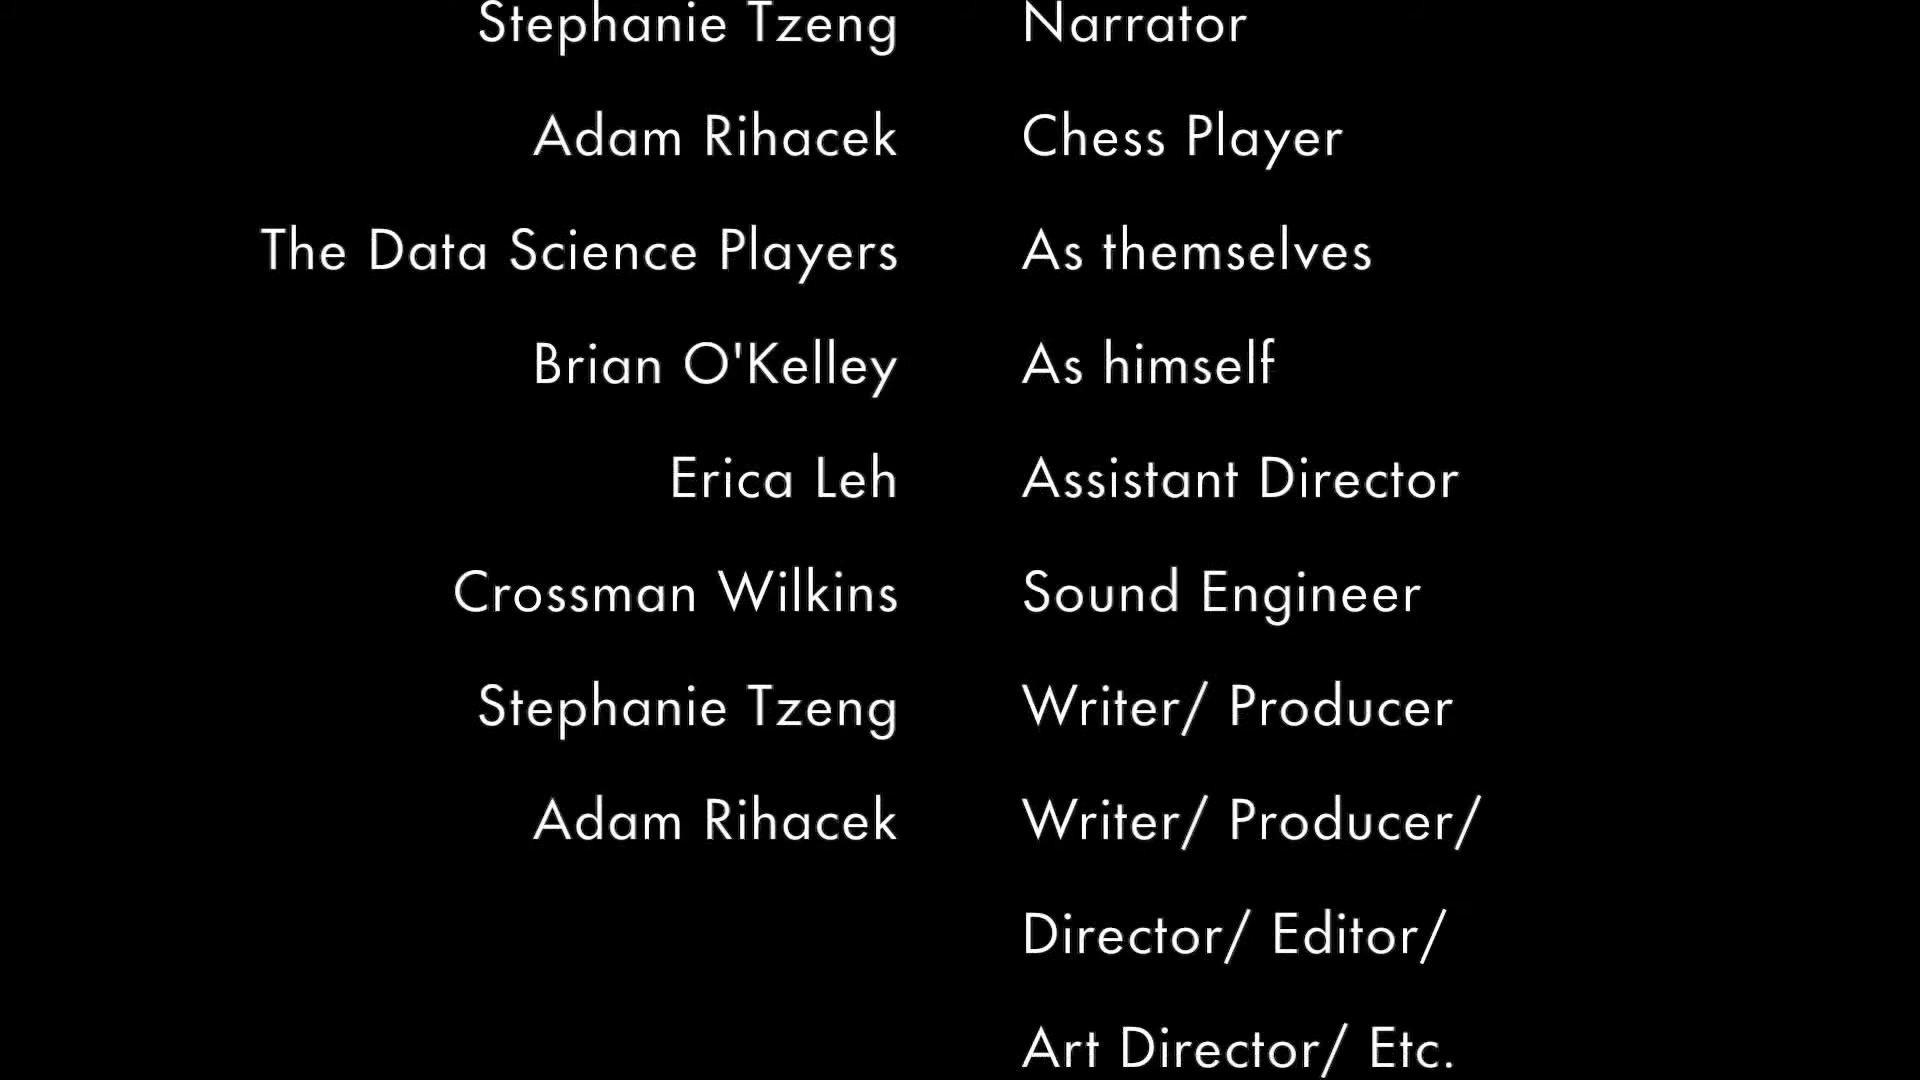 Stephanie Tzeng Narrator
Adam Rihacek Chess Player
The Data Science Players As themselves
Brian O'Kelley As himself
Erica Leh Assistant Director
Crossman Wilkins Sound Engineer
Stephanie Tzeng Writer/ Producer
Adam Rihacek Writer/ Producer/
Director/ Editor/
Art Director/ Etc.